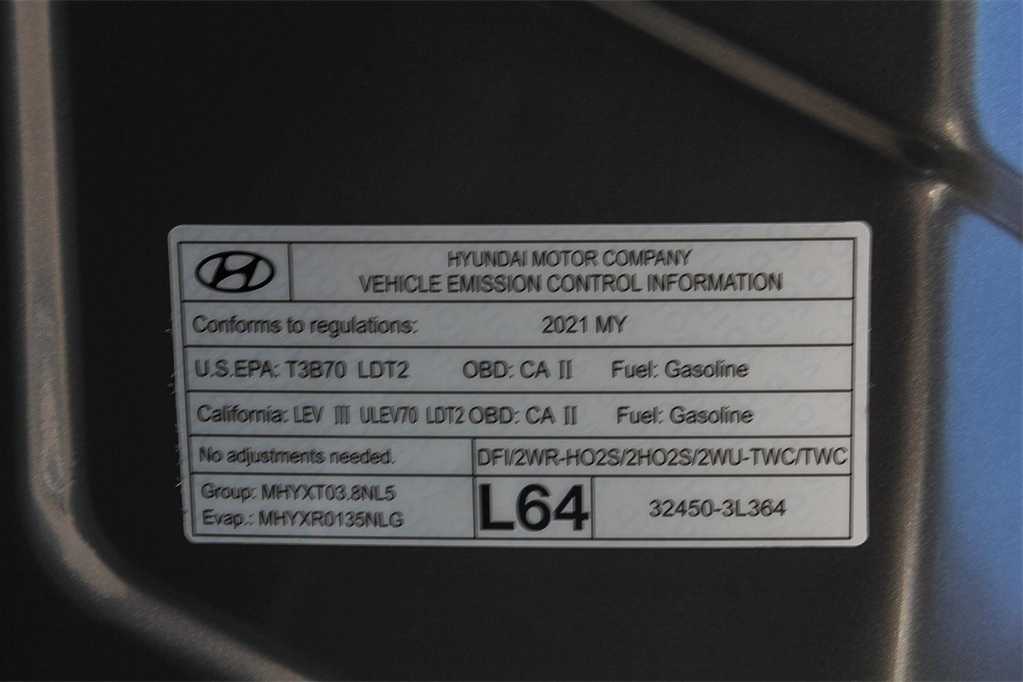 HYUNDAI MOTOR COMPANY
VEHICLE EMISSION CONTROL INFORMATION
Conforms to regulations: 2021 MY
U.S.EPA: T3B70 LDT2 OBD: CA II Fuel: Gasoline
California: LEV III ULEV70 LDT2 OBD: CA II Fuel: Gasoline
No adjustments needed. DFI/2WR-HO2S/2HO2S/2WU-TWC/TWC
Group: MHYXT03.8NL5
Evap.: MHYXR0135NLG
L64 32450-3L364